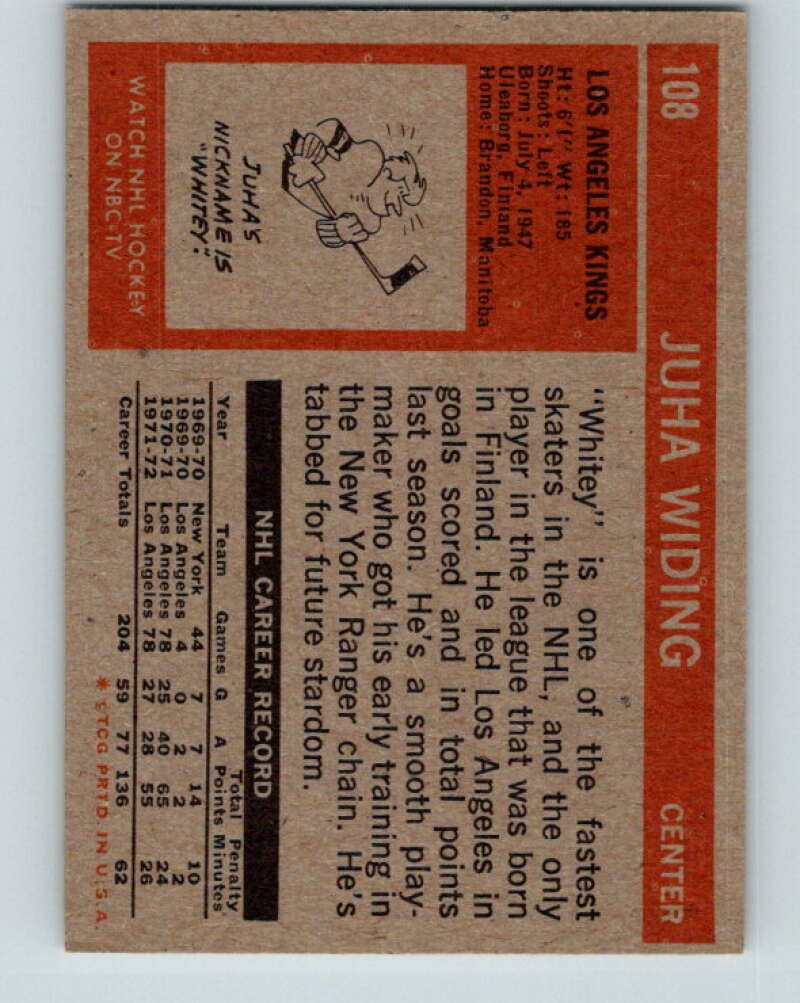 108 JUHA WIDING CENTER
LOS ANGELES KINGS
Ht: 6'1" Wt: 185
Shoots: Left
Born: July 4, 1947
Uleaborg, Finland
Home: Brandon, Manitoba
JUHA'S
NICKNAME IS
"WHITEY."
WATCH NHL HOCKEY
ON NBC-TV
"Whitey" is one of the fastest
skaters in the NHL, and the only
player in the league that was born
in Finland. He led Los Angeles in
goals scored and in total points
last season. He's a smooth play-
maker who got his early training in
the New York Ranger chain. He's
tabbed for future stardom.
NHL CAREER RECORD
Total Penalty
Year Team Games G A Points Minutes
1969-70 New York 44 7 7 14 10
1969-70 Los Angeles 4 0 2 2 2
1970-71 Los Angeles 78 25 40 65 24
1971-72 Los Angeles 78 27 28 55 26
Career Totals 204 59 77 136 62
* ©TCG PRTD IN U.S.A.